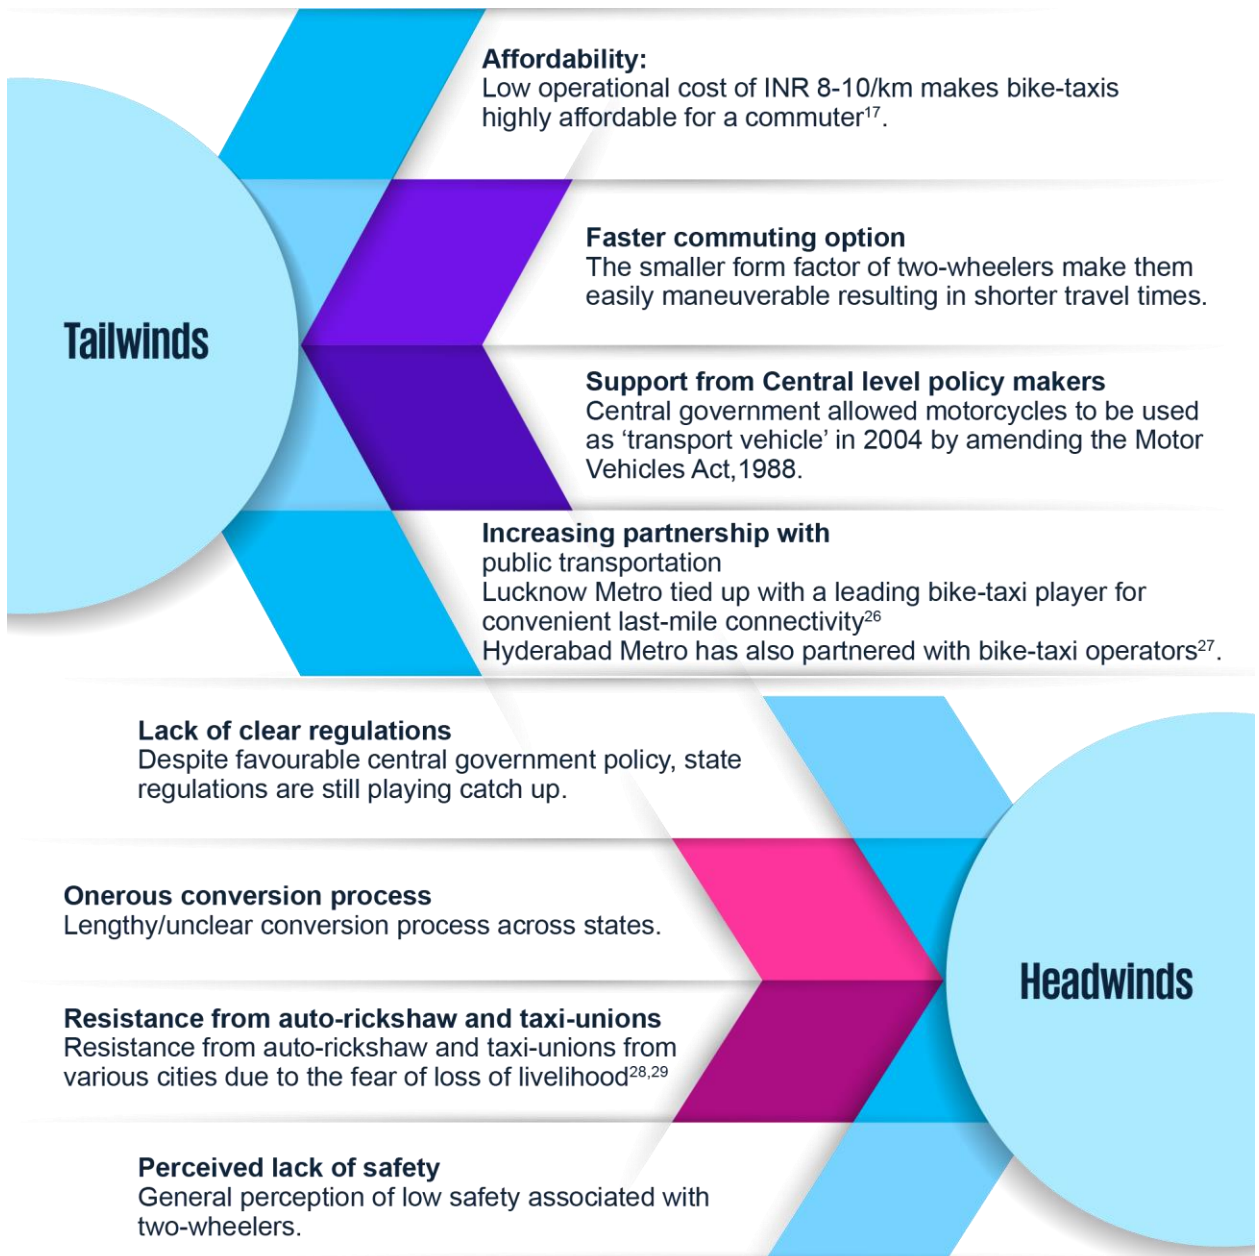 Affordability:
Low operational cost of INR 8-10/km makes bike-taxis
highly affordable for a commuter17.
Faster commuting option
The smaller form factor of two-wheelers make them
easily maneuverable resulting in shorter travel times.
Tailwinds
Support from Central level policy makers
Central government allowed motorcycles to be used
as ‘transport vehicle’ in 2004 by amending the Motor
Vehicles Act,1988.
Increasing partnership with
public transportation
Lucknow Metro tied up with a leading bike-taxi player for
convenient last-mile connectivity26
Hyderabad Metro has also partnered with bike-taxi operators27.
Lack of clear regulations
Despite favourable central government policy, state
regulations are still playing catch up.
Onerous conversion process
Lengthy/unclear conversion process across states.
Headwinds
Resistance from auto-rickshaw and taxi-unions
Resistance from auto-rickshaw and taxi-unions from
various cities due to the fear of loss of livelihood28,29
Perceived lack of safety
General perception of low safety associated with
two-wheelers.